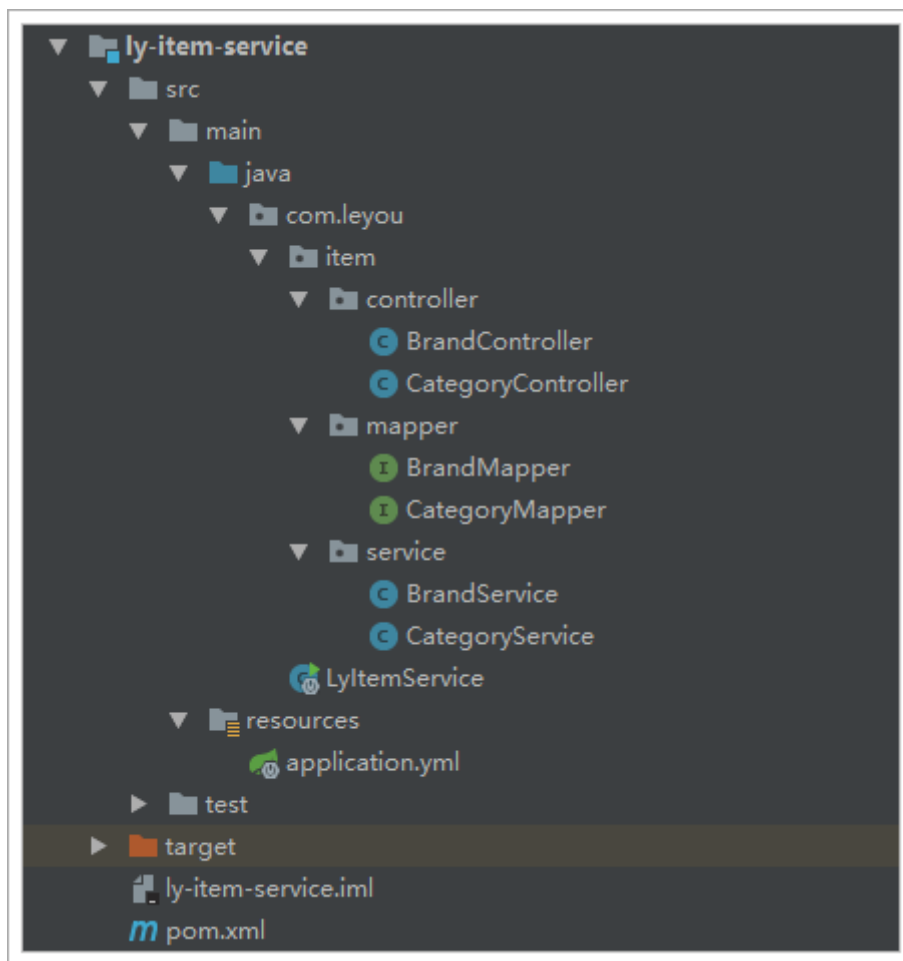 ly-item-service
src
main
java
com.leyou
item
controller
C BrandController
C CategoryController
mapper
I BrandMapper
I CategoryMapper
service
C BrandService
C CategoryService
LyItemService
resources
application.yml
test
target
ly-item-service.iml
m pom.xml